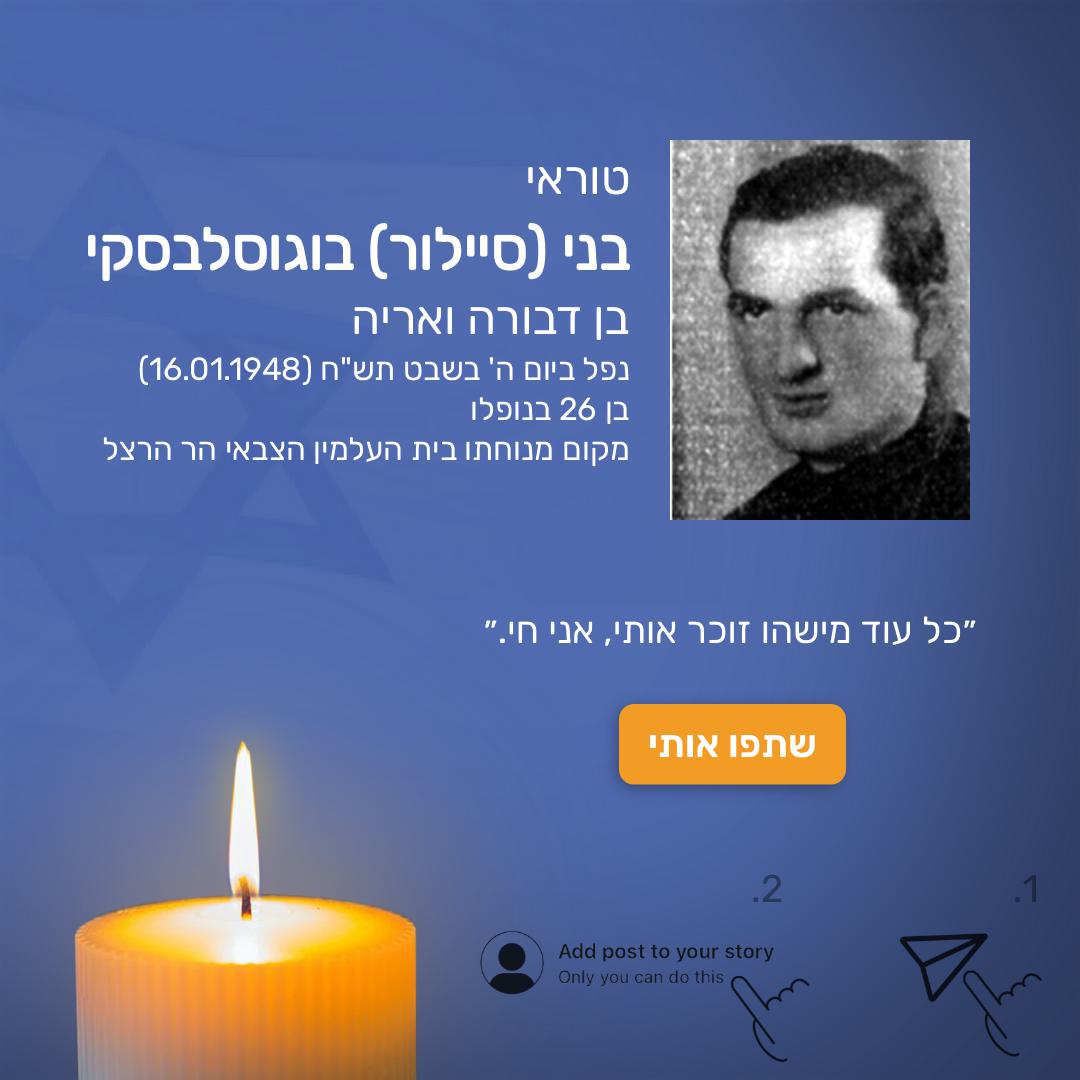 טוראי
בני (סיילור) בוגוסלבסקי
בן דבורה ואריה
נפל ביום ה' בשבט תש"ח (16.01.1948)
בן 26 בנופלו
מקום מנוחתו בית העלמין הצבאי הר הרצל
״כל עוד מישהו זוכר אותי, אני חי.״
שתפו אותי
1.
2.
Add post to your story
Only you can do this